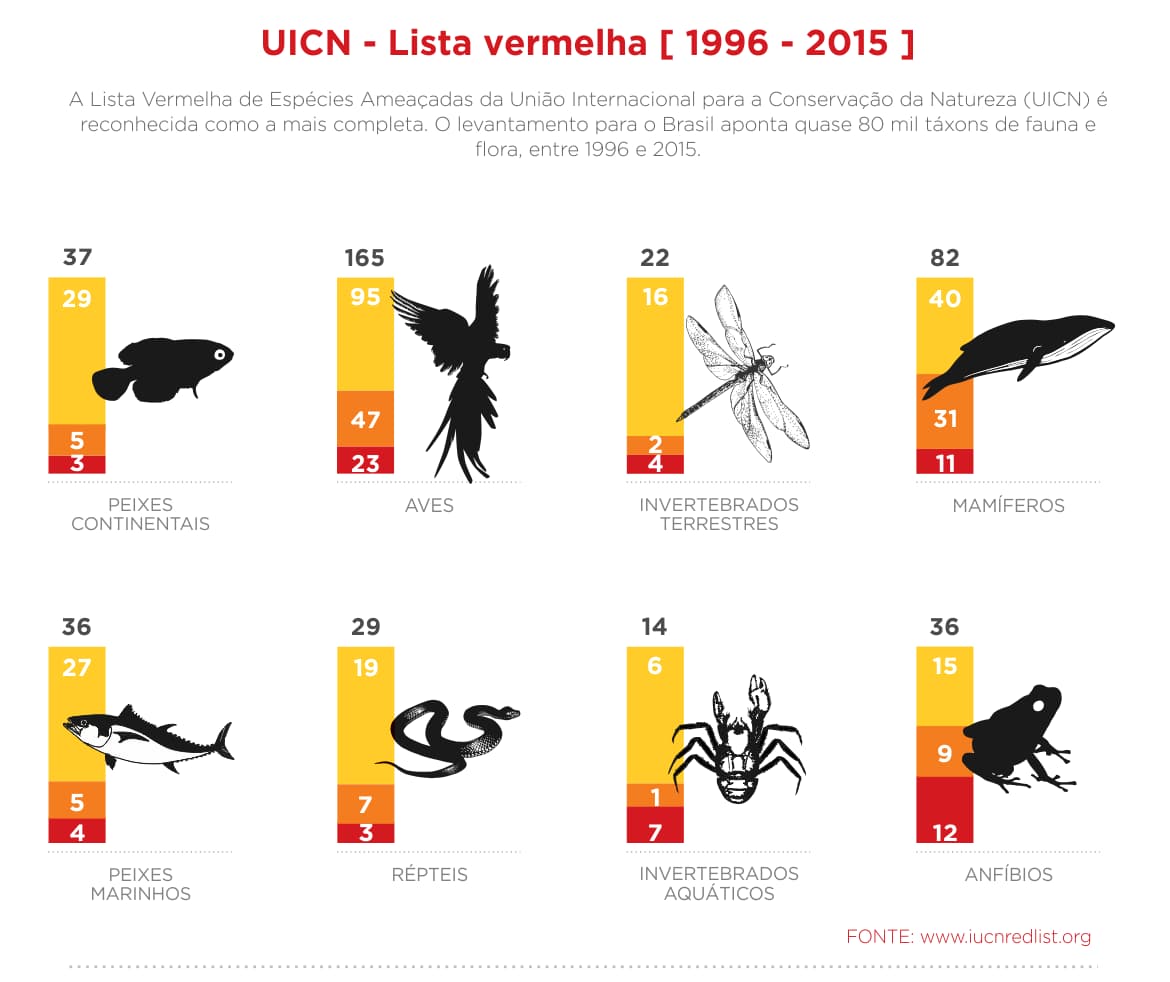 UICN - Lista vermelha [ 1996 - 2015 ]
A Lista Vermelha de Espécies Ameaçadas da União Internacional para a Conservação da Natureza (UICN) é
reconhecida como a mais completa. O levantamento para o Brasil aponta quase 80 mil táxons de fauna e
flora, entre 1996 e 2015.
37
29
5
3
PEIXES
CONTINENTAIS
165
95
47
23
AVES
22
16
2
4
INVERTEBRADOS
TERRESTRES
82
40
31
11
MAMÍFEROS
36
27
5
4
PEIXES
MARINHOS
29
19
7
3
RÉPTEIS
14
6
1
7
INVERTEBRADOS
AQUÁTICOS
36
15
9
12
ANFÍBIOS
FONTE: www.iucnredlist.org